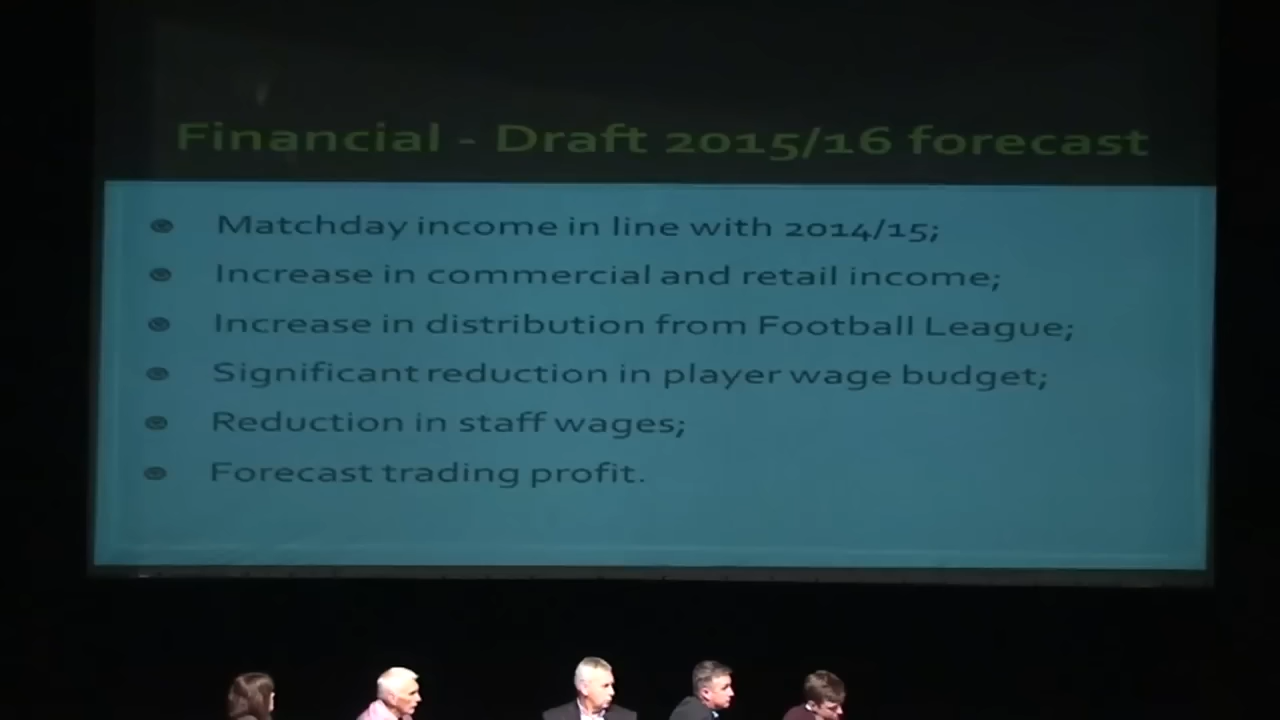 Financial - Draft 2015/16 forecast
Matchday income in line with 2014/15;
Increase in commercial and retail income;
Increase in distribution from Football League;
Significant reduction in player wage budget;
Reduction in staff wages;
Forecast trading profit.